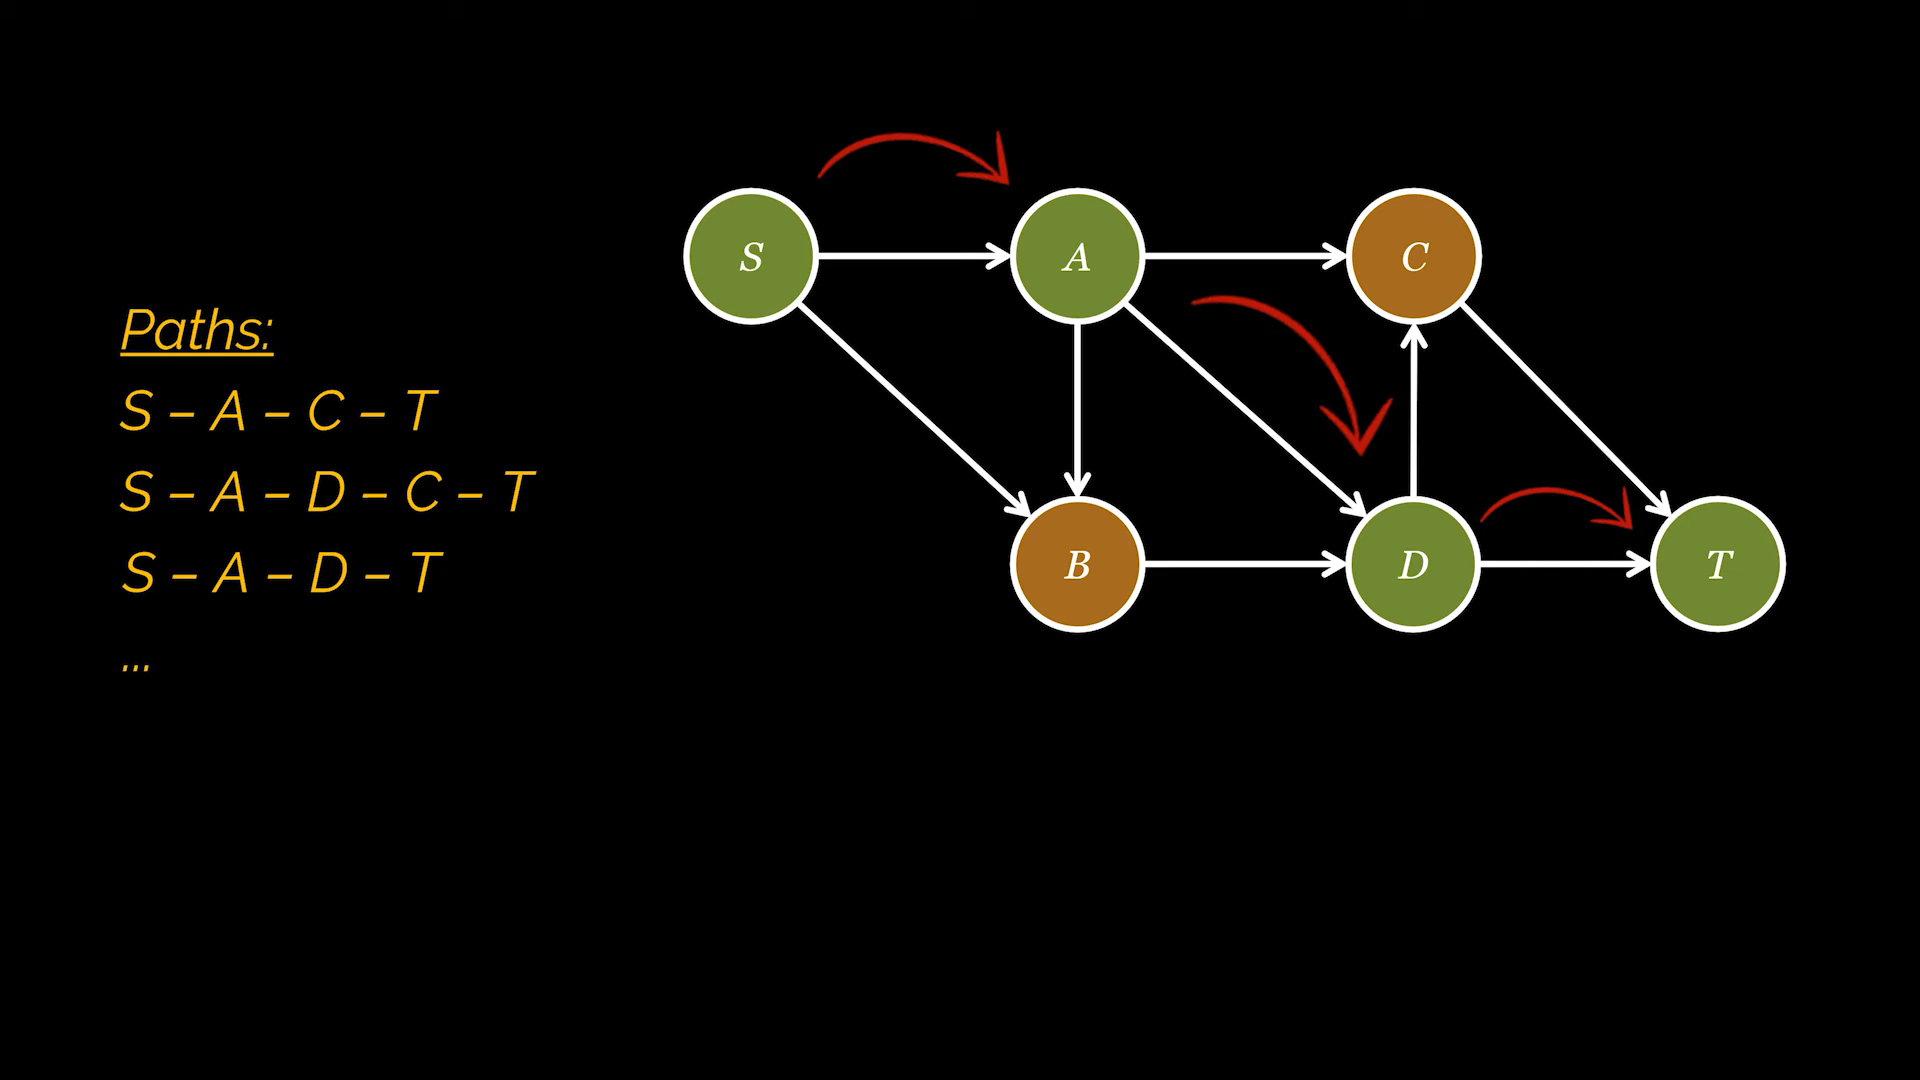 Paths:
S – A – C – T
S – A – D – C – T
S – A – D – T
...
S
A
C
B
D
T